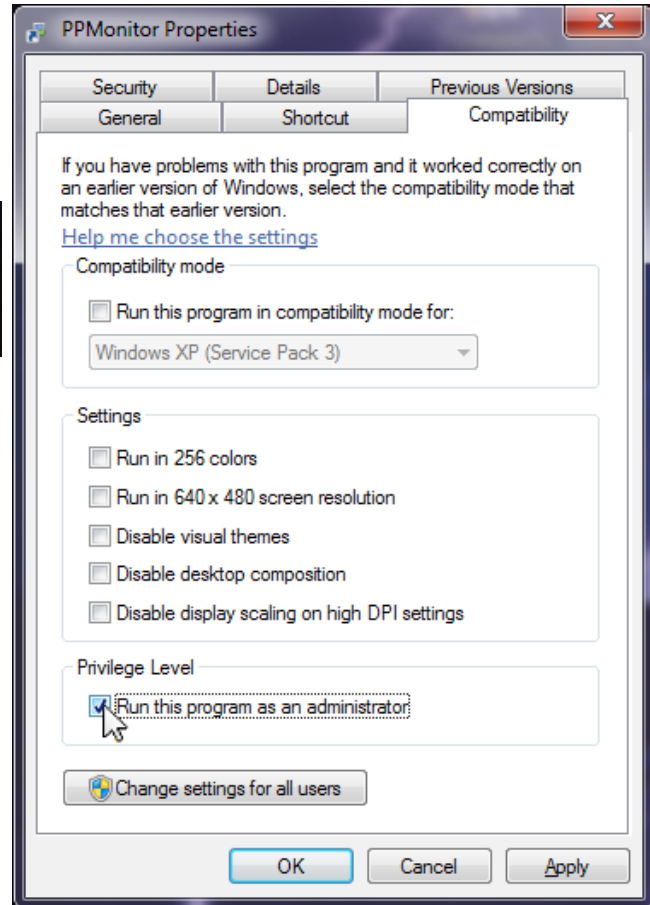 PPMonitor Properties
Security Details Previous Versions
General Shortcut Compatibility
If you have problems with this program and it worked correctly on
an earlier version of Windows, select the compatibility mode that
matches that earlier version.
Help me choose the settings
Compatibility mode
Run this program in compatibility mode for:
Windows XP (Service Pack 3)
Settings
Run in 256 colors
Run in 640 x 480 screen resolution
Disable visual themes
Disable desktop composition
Disable display scaling on high DPI settings
Privilege Level
Run this program as an administrator
Change settings for all users
OK Cancel Apply